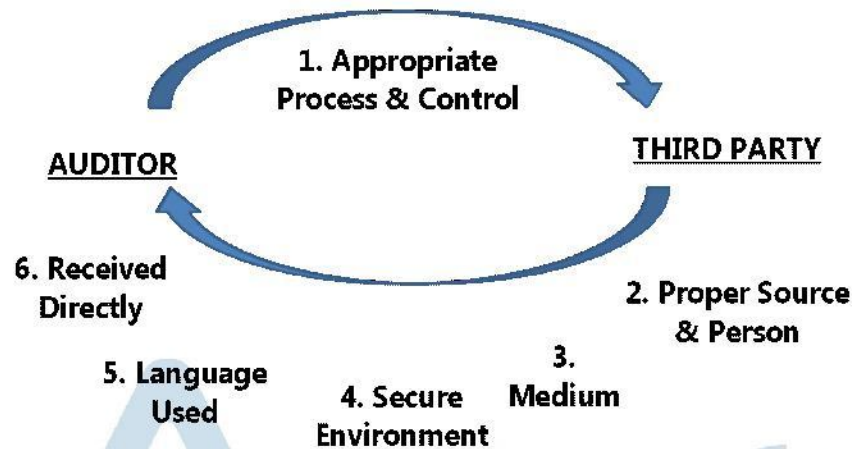 1. Appropriate
Process & Control
AUDITOR
THIRD PARTY
2. Proper Source
& Person
3.
Medium
4. Secure
Environment
5. Language
Used
6. Received
Directly